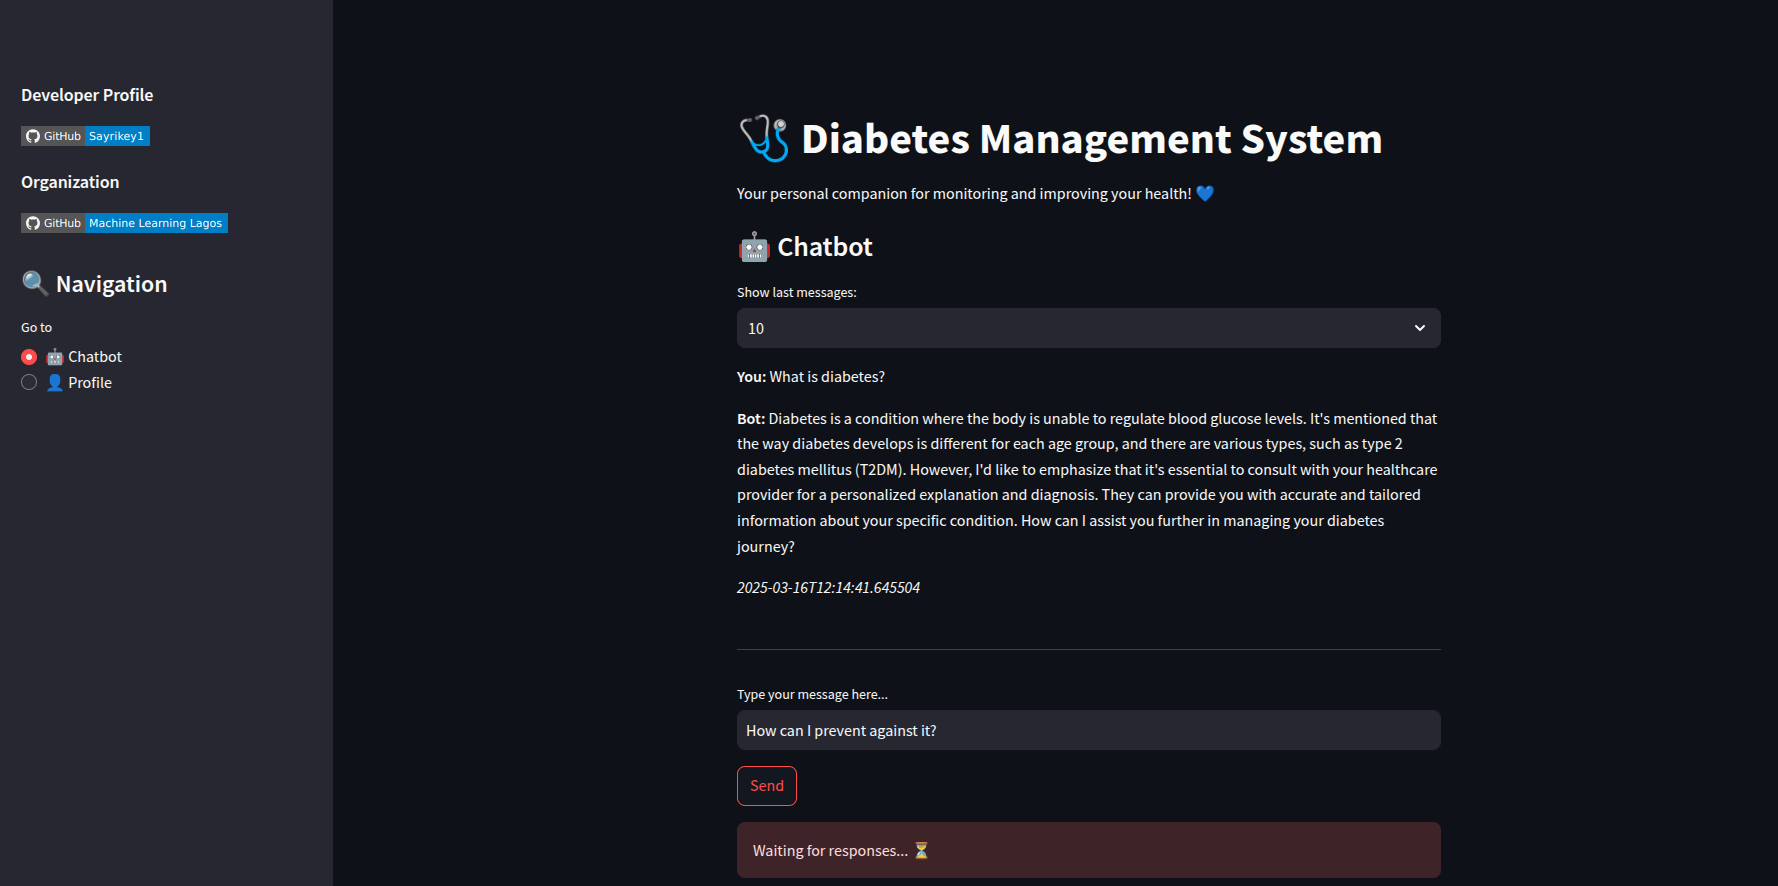 Developer Profile
GitHub Sayrikey1
Organization
GitHub Machine Learning Lagos
🔍 Navigation
Go to
🤖 Chatbot
👤 Profile
🩺 Diabetes Management System
Your personal companion for monitoring and improving your health! 💙
🤖 Chatbot
Show last messages:
10
You: What is diabetes?
Bot: Diabetes is a condition where the body is unable to regulate blood glucose levels. It's mentioned that
the way diabetes develops is different for each age group, and there are various types, such as type 2
diabetes mellitus (T2DM). However, I'd like to emphasize that it's essential to consult with your healthcare
provider for a personalized explanation and diagnosis. They can provide you with accurate and tailored
information about your specific condition. How can I assist you further in managing your diabetes
journey?
2025-03-16T12:14:41.645504
Type your message here...
How can I prevent against it?
Send
Waiting for responses... ⏳